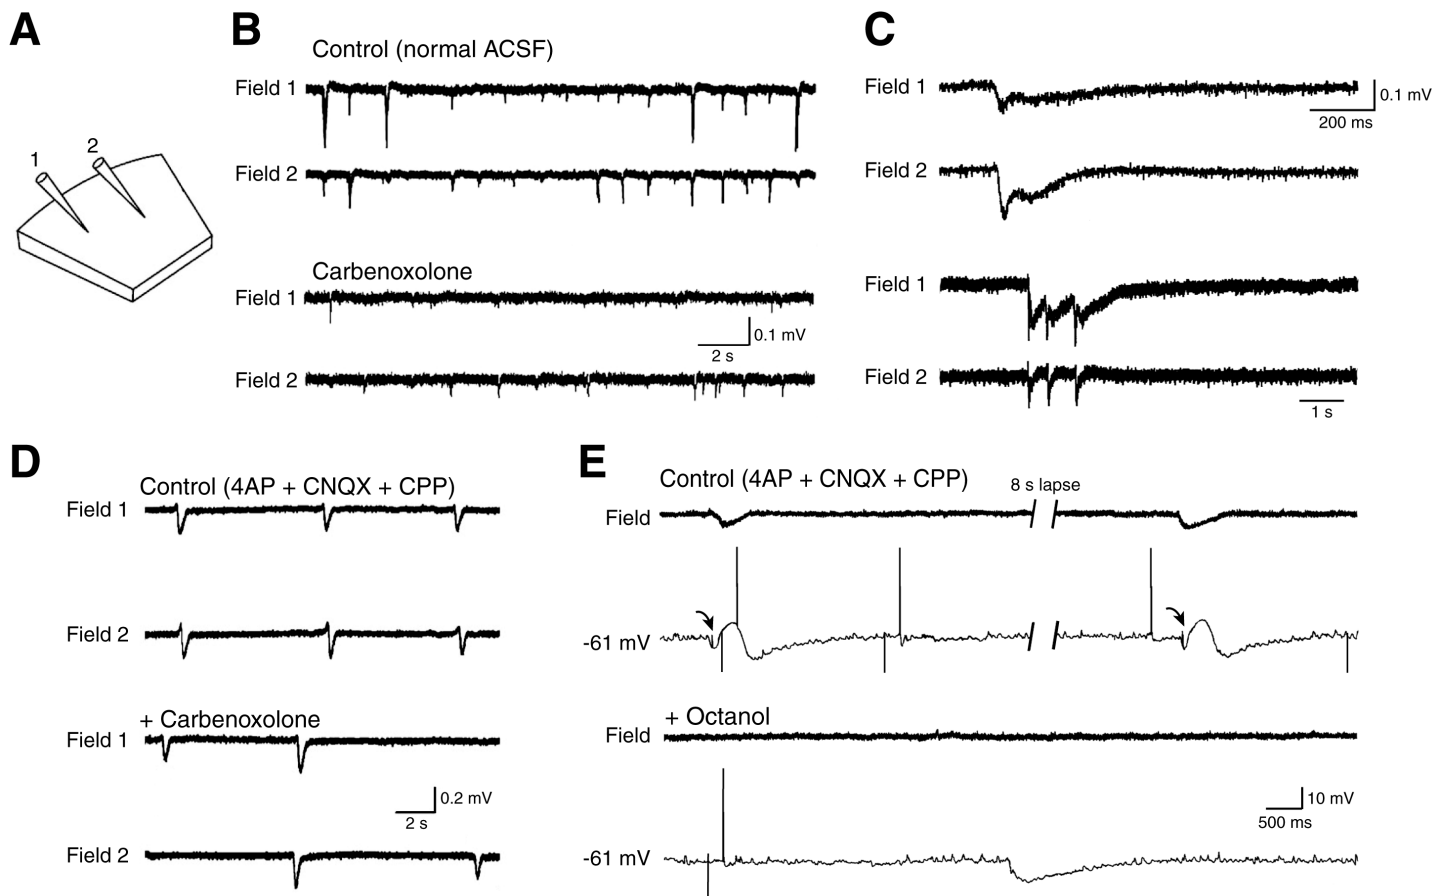 A
1
2
B
Control (normal ACSF)
Field 1
Field 2
Carbenoxolone
Field 1
0.1 mV
2 s
Field 2
C
Field 1
0.1 mV
200 ms
Field 2
Field 1
Field 2
1 s
D
Control (4AP + CNQX + CPP)
Field 1
Field 2
+ Carbenoxolone
Field 1
0.2 mV
2 s
Field 2
E
Control (4AP + CNQX + CPP)
8 s lapse
Field
-61 mV
+ Octanol
Field
10 mV
500 ms
-61 mV